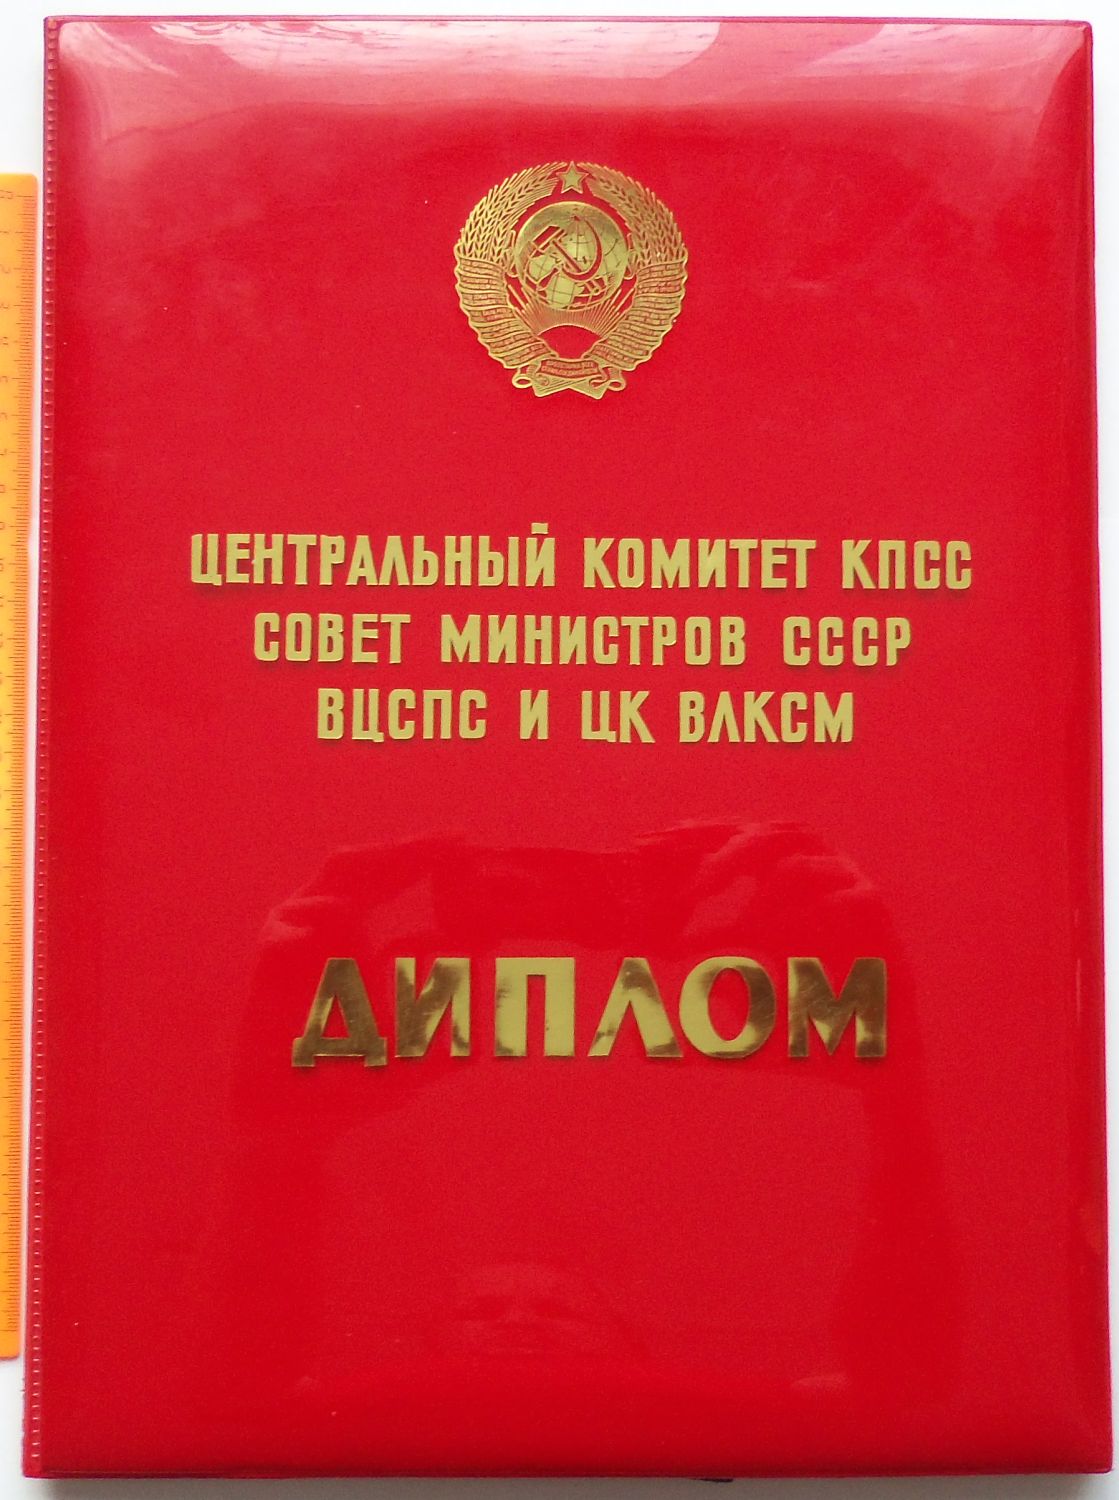 ЦЕНТРАЛЬНЫЙ КОМИТЕТ КПСС
СОВЕТ МИНИСТРОВ СССР
ВЦСПС И ЦК ВЛКСМ
ДИПЛОМ